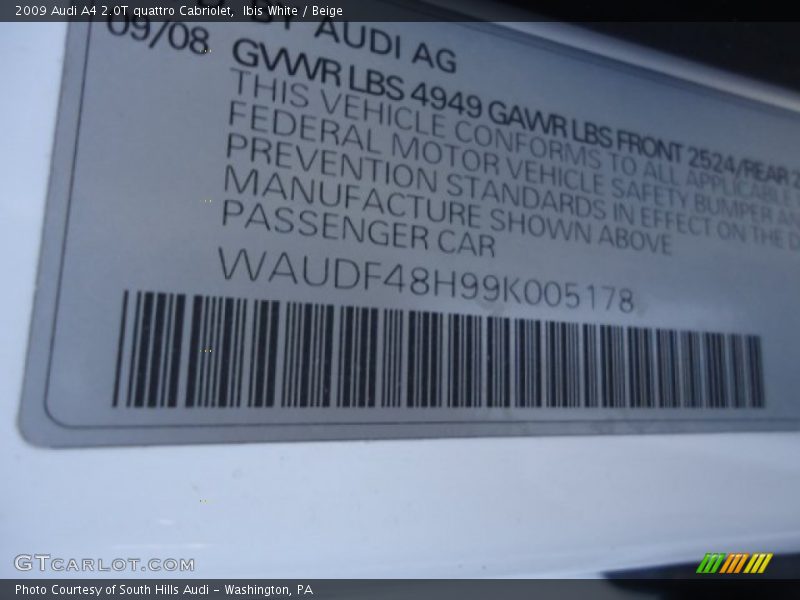 2009 Audi A4 2.0T quattro Cabriolet,  Ibis White / Beige
BY AUDI AG
09/08
GVWR LBS 4949 GAWR LBS FRONT 2524/REAR 2
THIS VEHICLE CONFORMS TO ALL APPLICABLE
FEDERAL MOTOR VEHICLE SAFETY BUMPER AN
PREVENTION STANDARDS IN EFFECT ON THE D
MANUFACTURE SHOWN ABOVE
PASSENGER CAR
WAUDF48H99K005178
GTCARLOT.COM
Photo Courtesy of South Hills Audi - Washington, PA